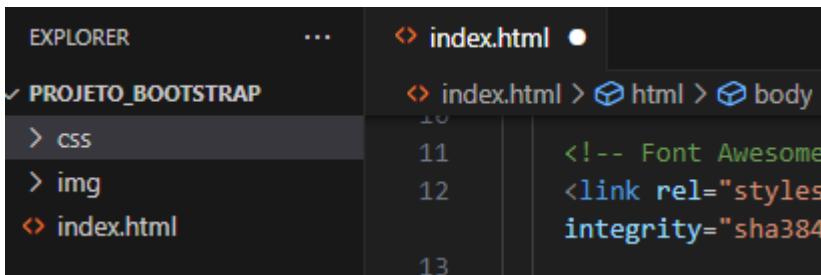 EXPLORER ···
PROJETO_BOOTSTRAP
> css
> img
<> index.html
<> index.html ●
<> index.html > html > body
10
11 <!-- Font Awesome
12 <link rel="styles
integrity="sha384
13